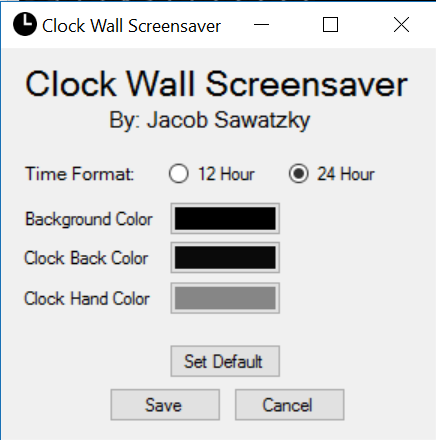 Clock Wall Screensaver
Clock Wall Screensaver
By: Jacob Sawatzky
Time Format: 12 Hour 24 Hour
Background Color
Clock Back Color
Clock Hand Color
Set Default
Save Cancel